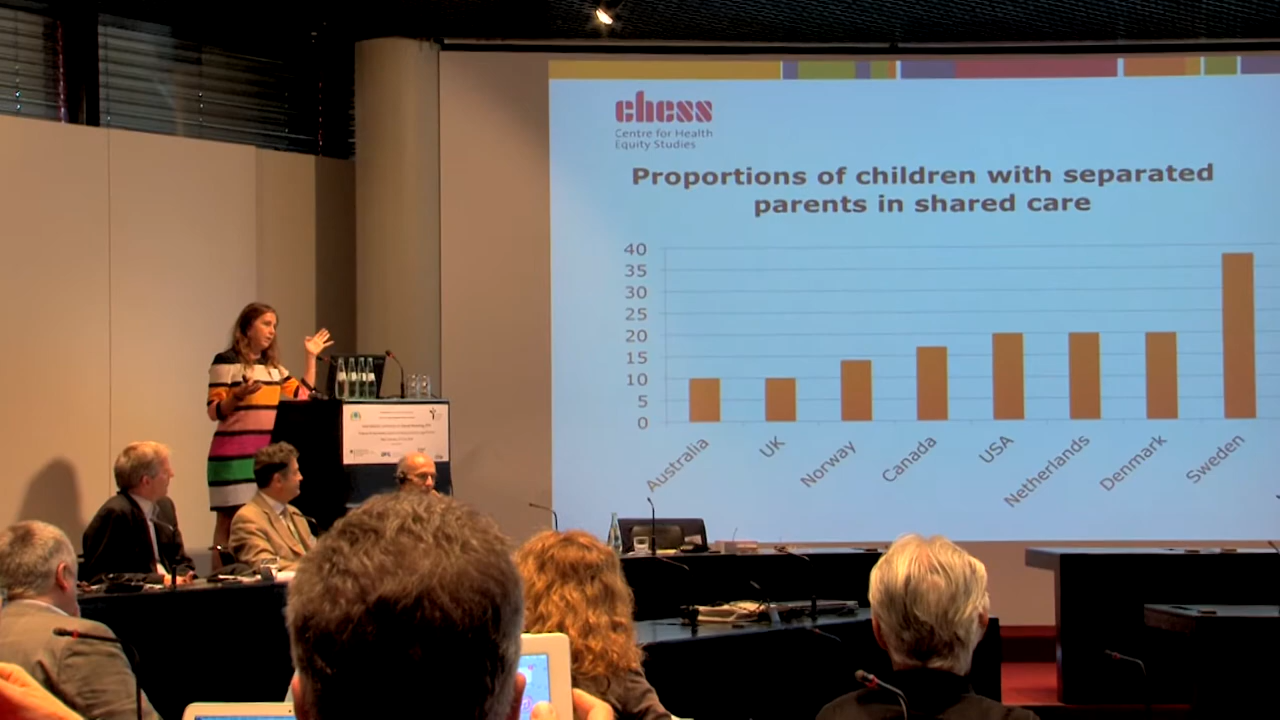 chess
Centre for Health
Equity Studies
Proportions of children with separated
parents in shared care
40
35
30
25
20
15
10
5
0
Australia
UK
Norway
Canada
USA
Netherlands
Denmark
Sweden